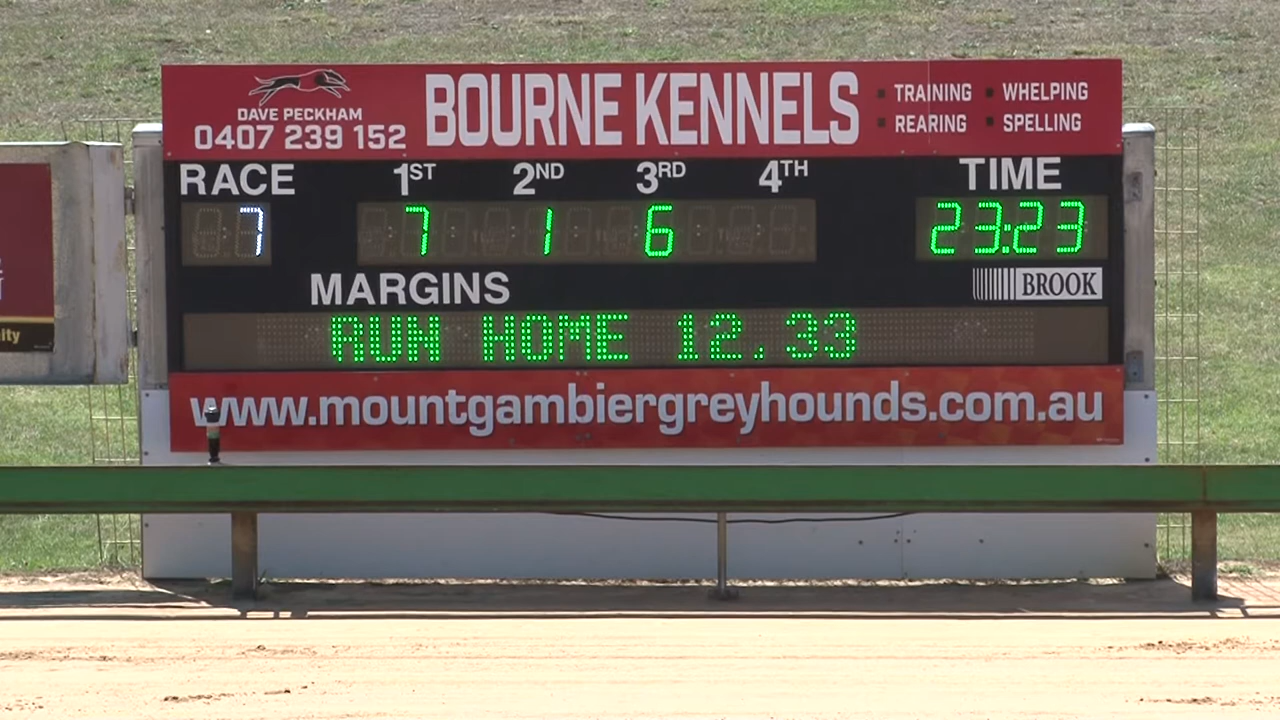 DAVE PECKHAM
0407 239 152
BOURNE KENNELS
TRAINING
WHELPING
REARING
SPELLING
RACE 1ST 2ND 3RD 4TH TIME
7 7 1 6 23:23
MARGINS
BROOK
RUN HOME 12.33
www.mountgambiergreyhounds.com.au
ity